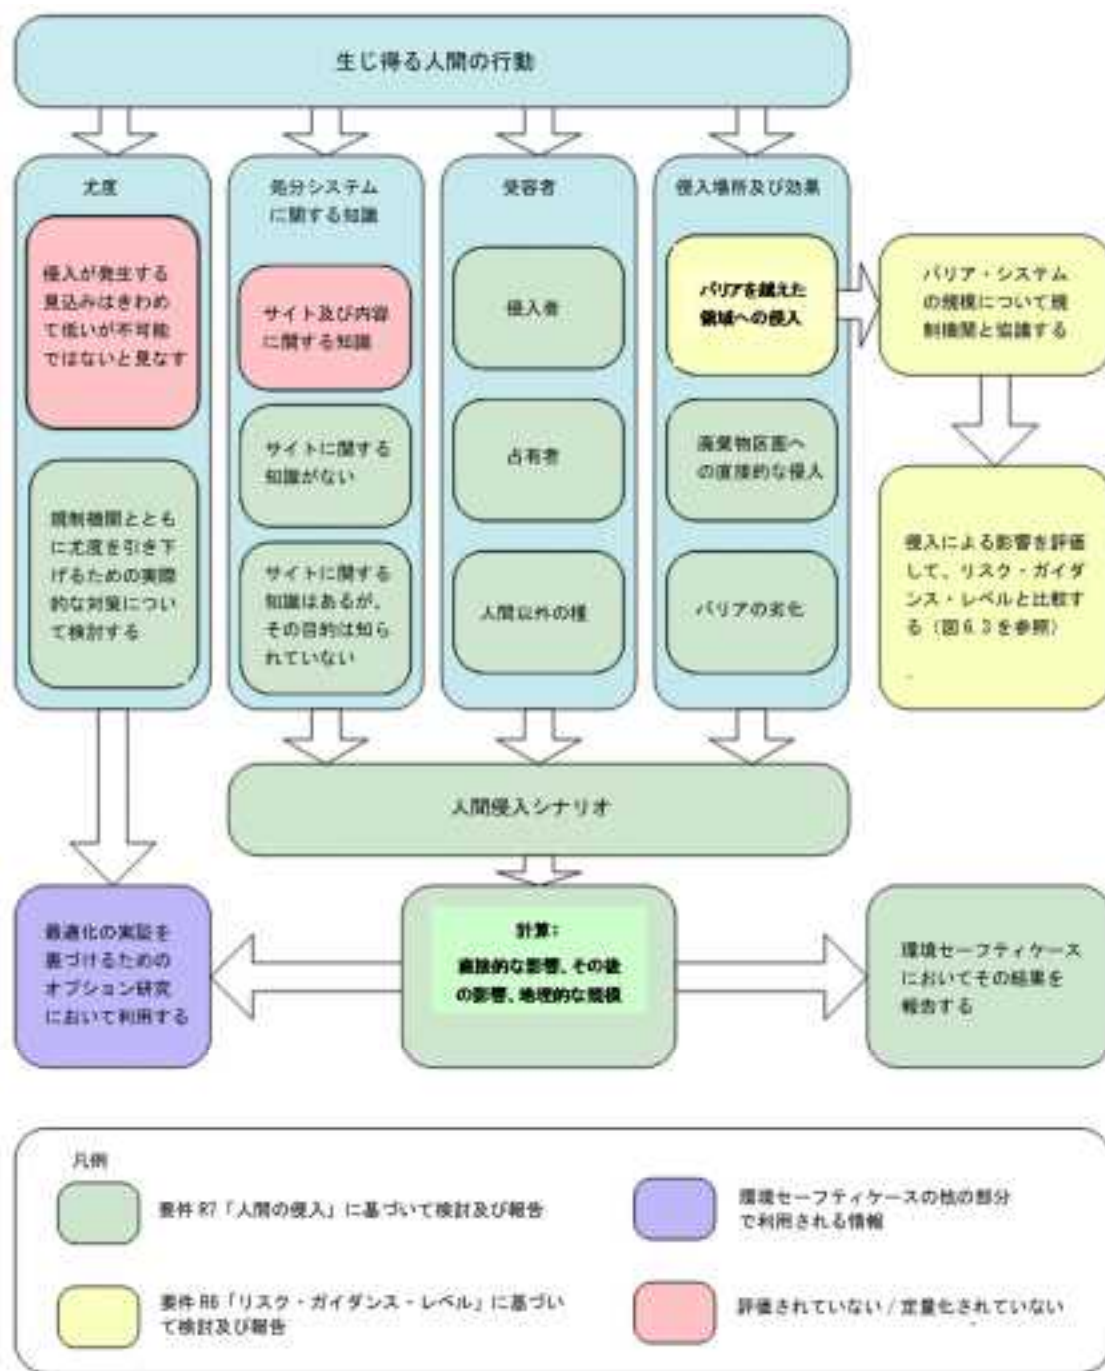 生じ得る人間の行動
尤度
侵入が発生する
見込みはきわめ
て低いが不可能
ではないと見なす
規制機関ととも
に尤度を引き下
げるための実際
的な対策につい
て検討する
処分システム
に関する知識
サイト及び内容
に関する知識
サイトに関する
知識がない
サイトに関する
知識はあるが、
その目的は知ら
れていない
受容者
侵入者
占有者
人間以外の種
侵入場所及び効果
バリアを越えた
領域への侵入
廃棄物区画へ
の直接的な侵入
バリアの劣化
バリア・システム
の規模について規
制機関と協議する
侵入による影響を評価
して、リスク・ガイダ
ンス・レベルと比較す
る（図 6.3 を参照）
.
人間侵入シナリオ
最適化の実証を
裏づけるための
オプション研究
において利用する
計算：
直接的な影響、その後
の影響、地理的な規模
環境セーフティケース
においてその結果を
報告する
凡例
要件 R7「人間の侵入」に基づいて検討及び報告
環境セーフティケースの他の部分
で利用される情報
要件 R6「リスク・ガイダンス・レベル」に基づい
て検討及び報告
評価されていない / 定量化されていない